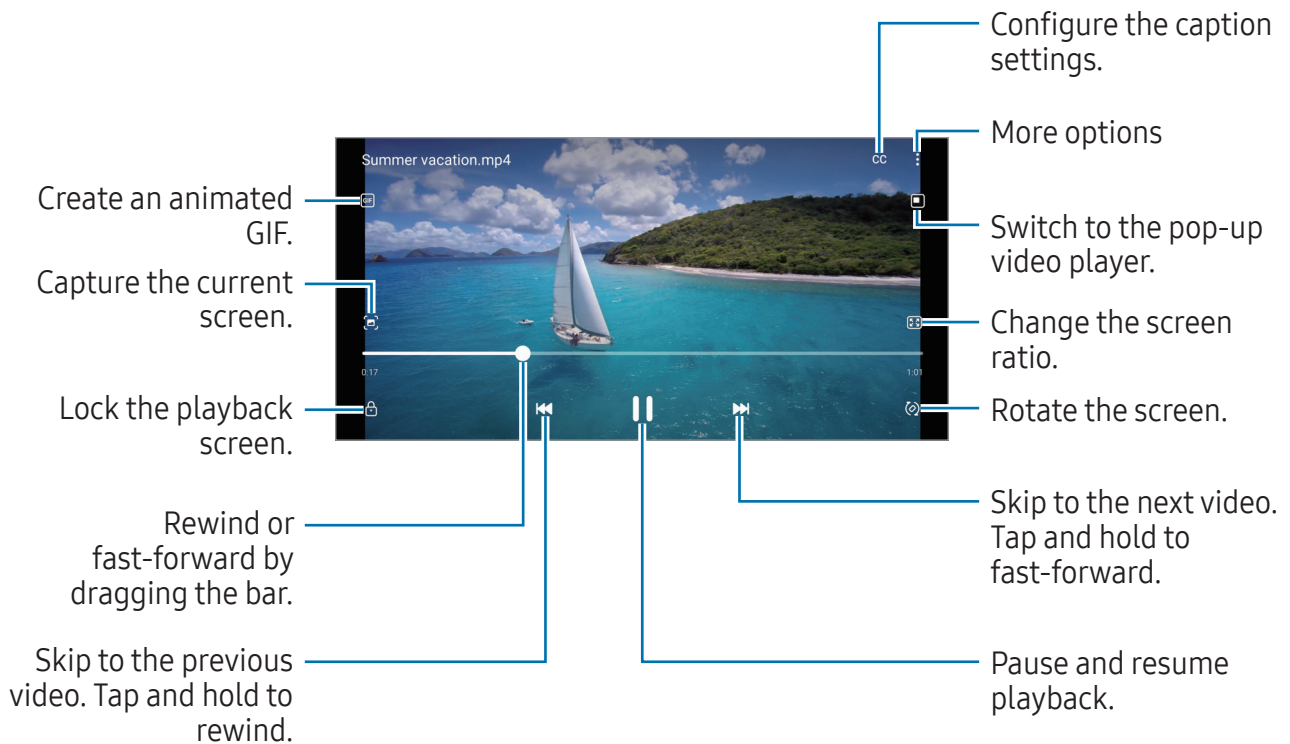 Configure the caption
settings.
More options
Summer vacation.mp4
CC
GIF
Create an animated
GIF.
Switch to the pop-up
video player.
Capture the current
screen.
Change the screen
ratio.
0:17
1:01
Lock the playback
screen.
Rotate the screen.
Rewind or
fast-forward by
dragging the bar.
Skip to the next video.
Tap and hold to
fast-forward.
Skip to the previous
video. Tap and hold to
rewind.
Pause and resume
playback.